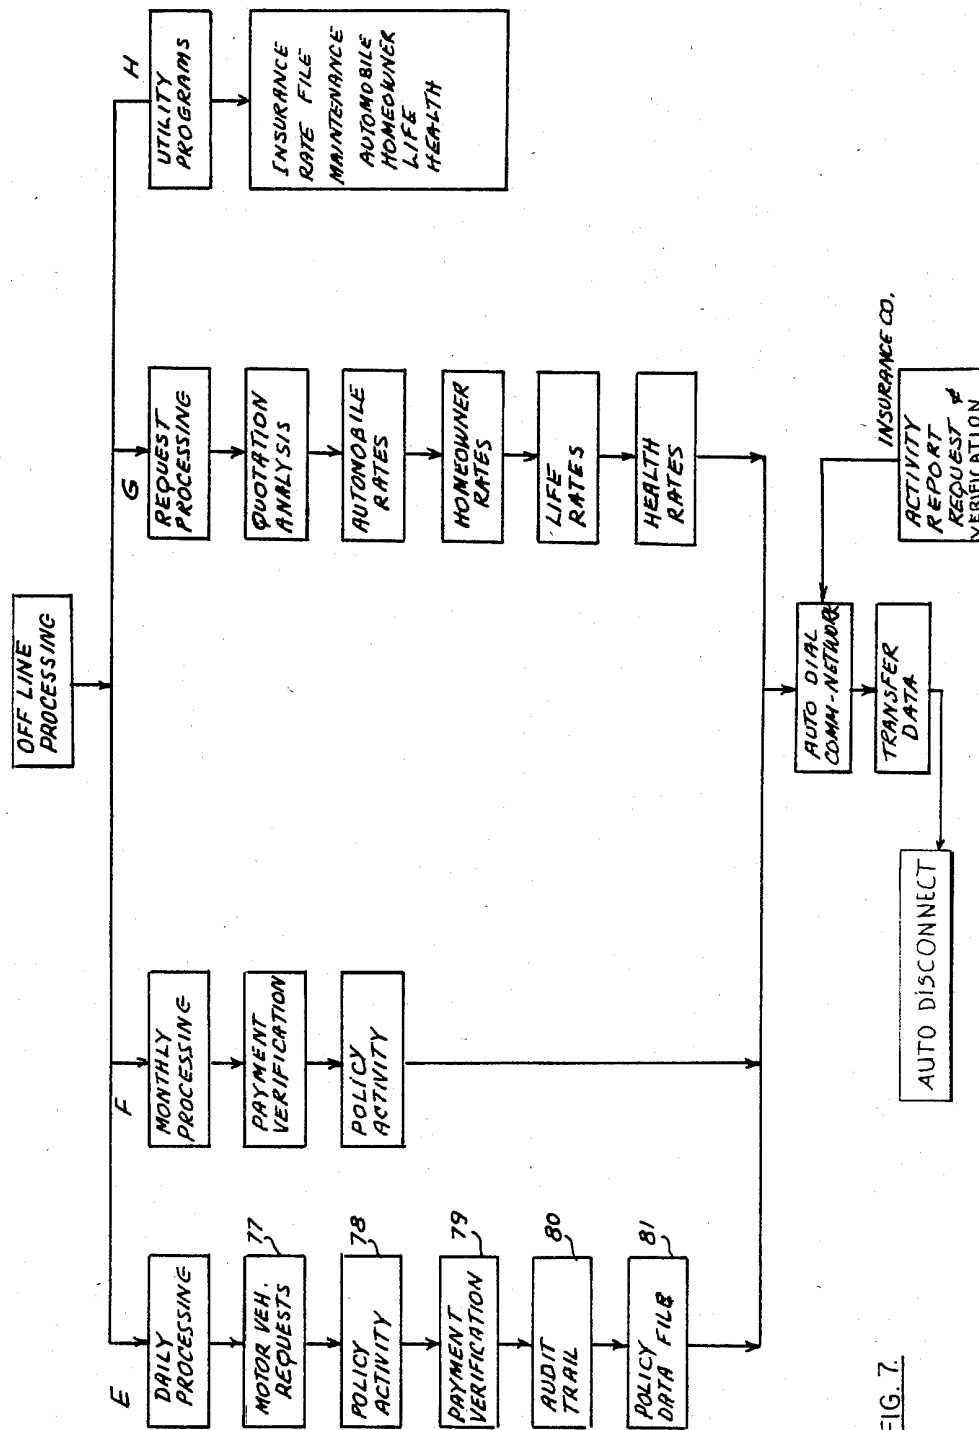 OFF LINE
PROCESSING
E
DAILY
PROCESSING
77
MOTOR VEH.
REQUESTS
78
POLICY
ACTIVITY
79
PAYMENT
VERIFICATION
80
AUDIT
TRAIL
81
POLICY
DATA FILE
F
MONTHLY
PROCESSING
PAYMENT
VERIFICATION
POLICY
ACTIVITY
G
REQUEST
PROCESSING
QUOTATION
ANALYSIS
AUTOMOBILE
RATES
HOMEOWNER
RATES
LIFE
RATES
HEALTH
RATES
H
UTILITY
PROGRAMS
INSURANCE
RATE FILE
MAINTENANCE
AUTOMOBILE
HOMEOWNER
LIFE
HEALTH
AUTO DIAL
COMM-NETWORK
INSURANCE CO.
ACTIVITY
REPORT
REQUEST &
VERIFICATION
TRANSFER
DATA
AUTO DISCONNECT
FIG. 7.